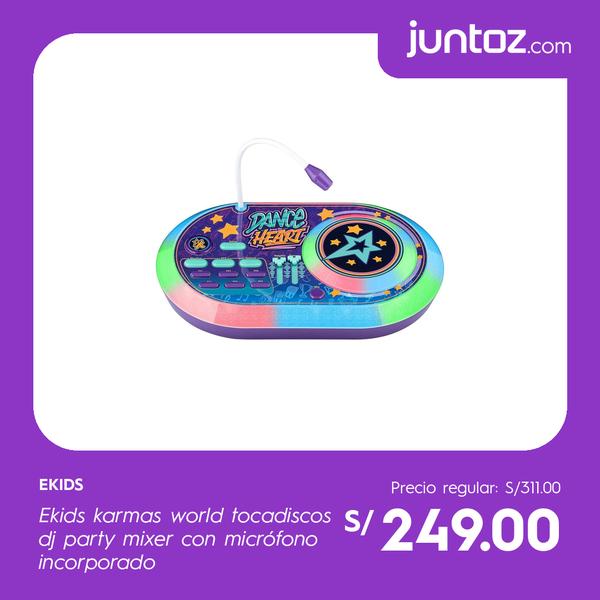 juntoz.com
DANCE
HEART
EKIDS
Ekids karmas world tocadiscos
dj party mixer con micrófono
incorporado
Precio regular: S/311.00
S/249.00